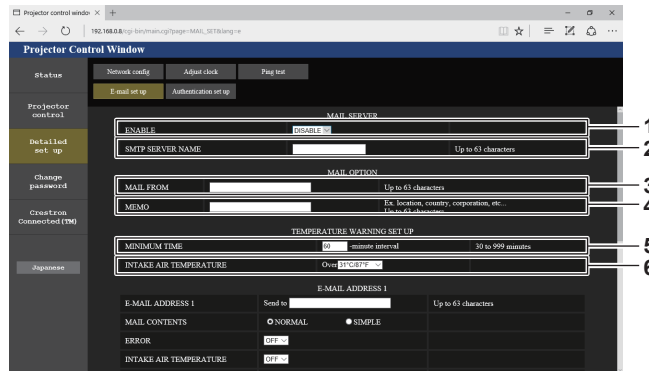 Projector control window
192.168.0.8/cgi-bin/main.cgi?page=MAIL_SET&lang=e
Projector Control Window
Status
Network config
Adjust clock
Ping test
E-mail set up
Authentication set up
Projector
control
Detailed
set up
Change
password
Crestron
Connected(TM)
Japanese
MAIL SERVER
ENABLE DISABLE 1
SMTP SERVER NAME Up to 63 characters 2
MAIL OPTION
MAIL FROM Up to 63 characters 3
MEMO Ex. location, country, corporation, etc... 4
Up to 63 characters
TEMPERATURE WARNING SET UP
MINIMUM TIME 60 -minute interval 30 to 999 minutes 5
INTAKE AIR TEMPERATURE Over 31°C/87°F 6
E-MAIL ADDRESS 1
E-MAIL ADDRESS 1 Send to Up to 63 characters
MAIL CONTENTS NORMAL SIMPLE
ERROR OFF
INTAKE AIR TEMPERATURE OFF